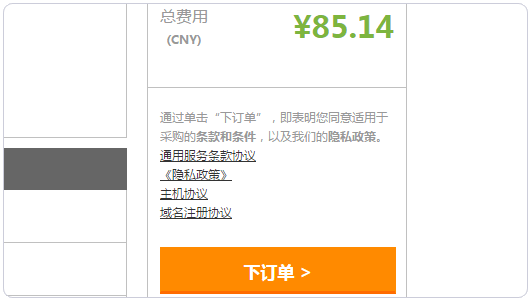 总费用
¥85.14
(CNY)
通过单击“下订单”，即表明您同意适用于
采购的条款和条件，以及我们的隐私政策。
通用服务条款协议
《隐私政策》
主机协议
域名注册协议
下订单 >